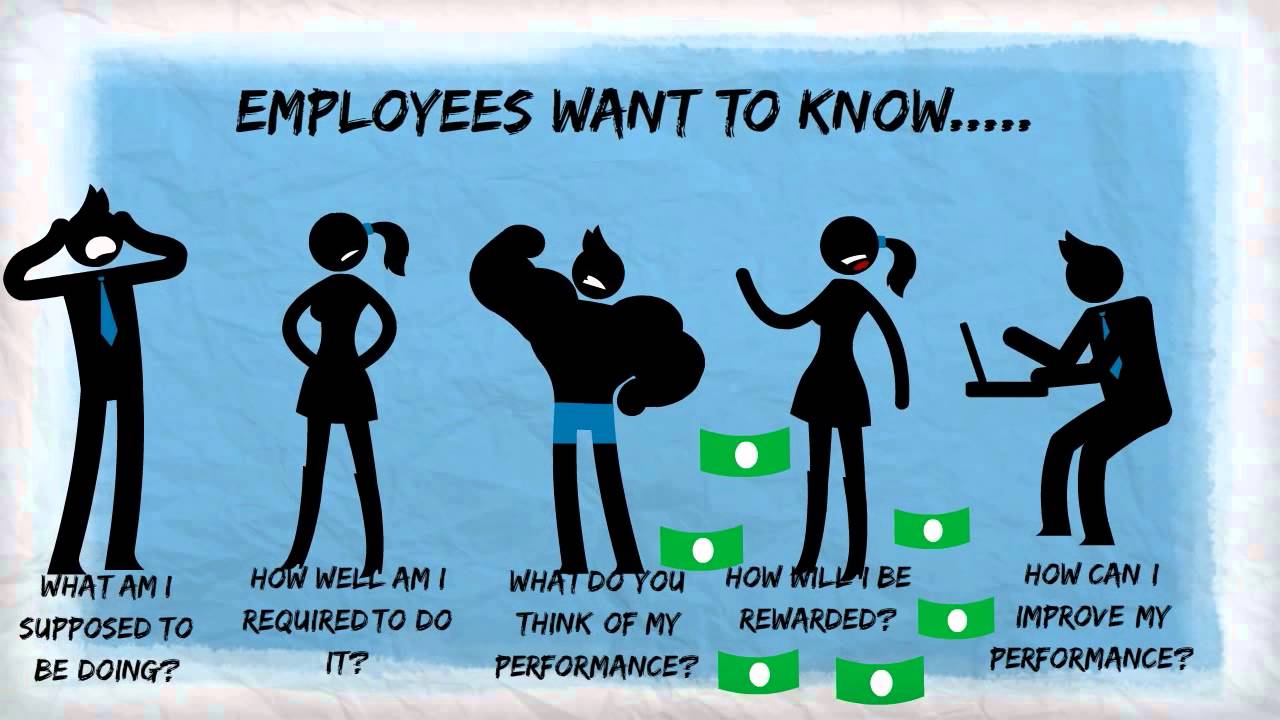 EMPLOYEES WANT TO KNOW.....
WHAT AM I
SUPPOSED TO
BE DOING?
HOW WELL AM I
REQUIRED TO DO
IT?
WHAT DO YOU
THINK OF MY
PERFORMANCE?
HOW WILL I BE
REWARDED?
HOW CAN I
IMPROVE MY
PERFORMANCE?